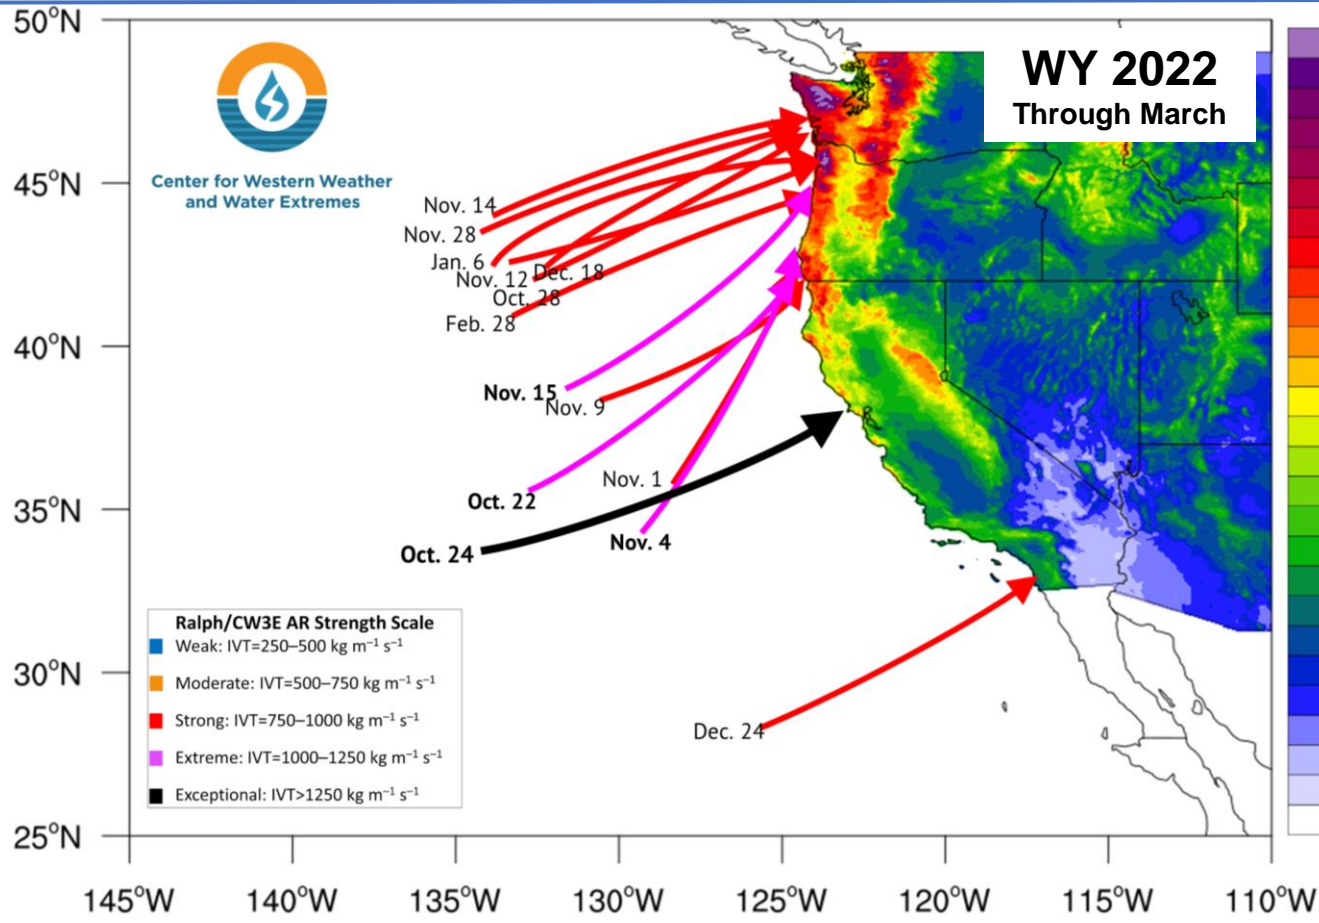 50°N
WY 2022
Through March
Center for Western Weather
and Water Extremes
45°N
Nov. 14
Nov. 28
Jan. 6
Nov. 12
Dec. 18
Oct. 28
Feb. 28
40°N
Nov. 15
Nov. 9
Nov. 1
Oct. 22
35°N
Nov. 4
Oct. 24
Ralph/CW3E AR Strength Scale
Weak: IVT=250–500 kg m⁻¹ s⁻¹
Moderate: IVT=500–750 kg m⁻¹ s⁻¹
Strong: IVT=750–1000 kg m⁻¹ s⁻¹
Extreme: IVT=1000–1250 kg m⁻¹ s⁻¹
Exceptional: IVT>1250 kg m⁻¹ s⁻¹
30°N
Dec. 24
25°N
145°W 140°W 135°W 130°W 125°W 120°W 115°W 110°W